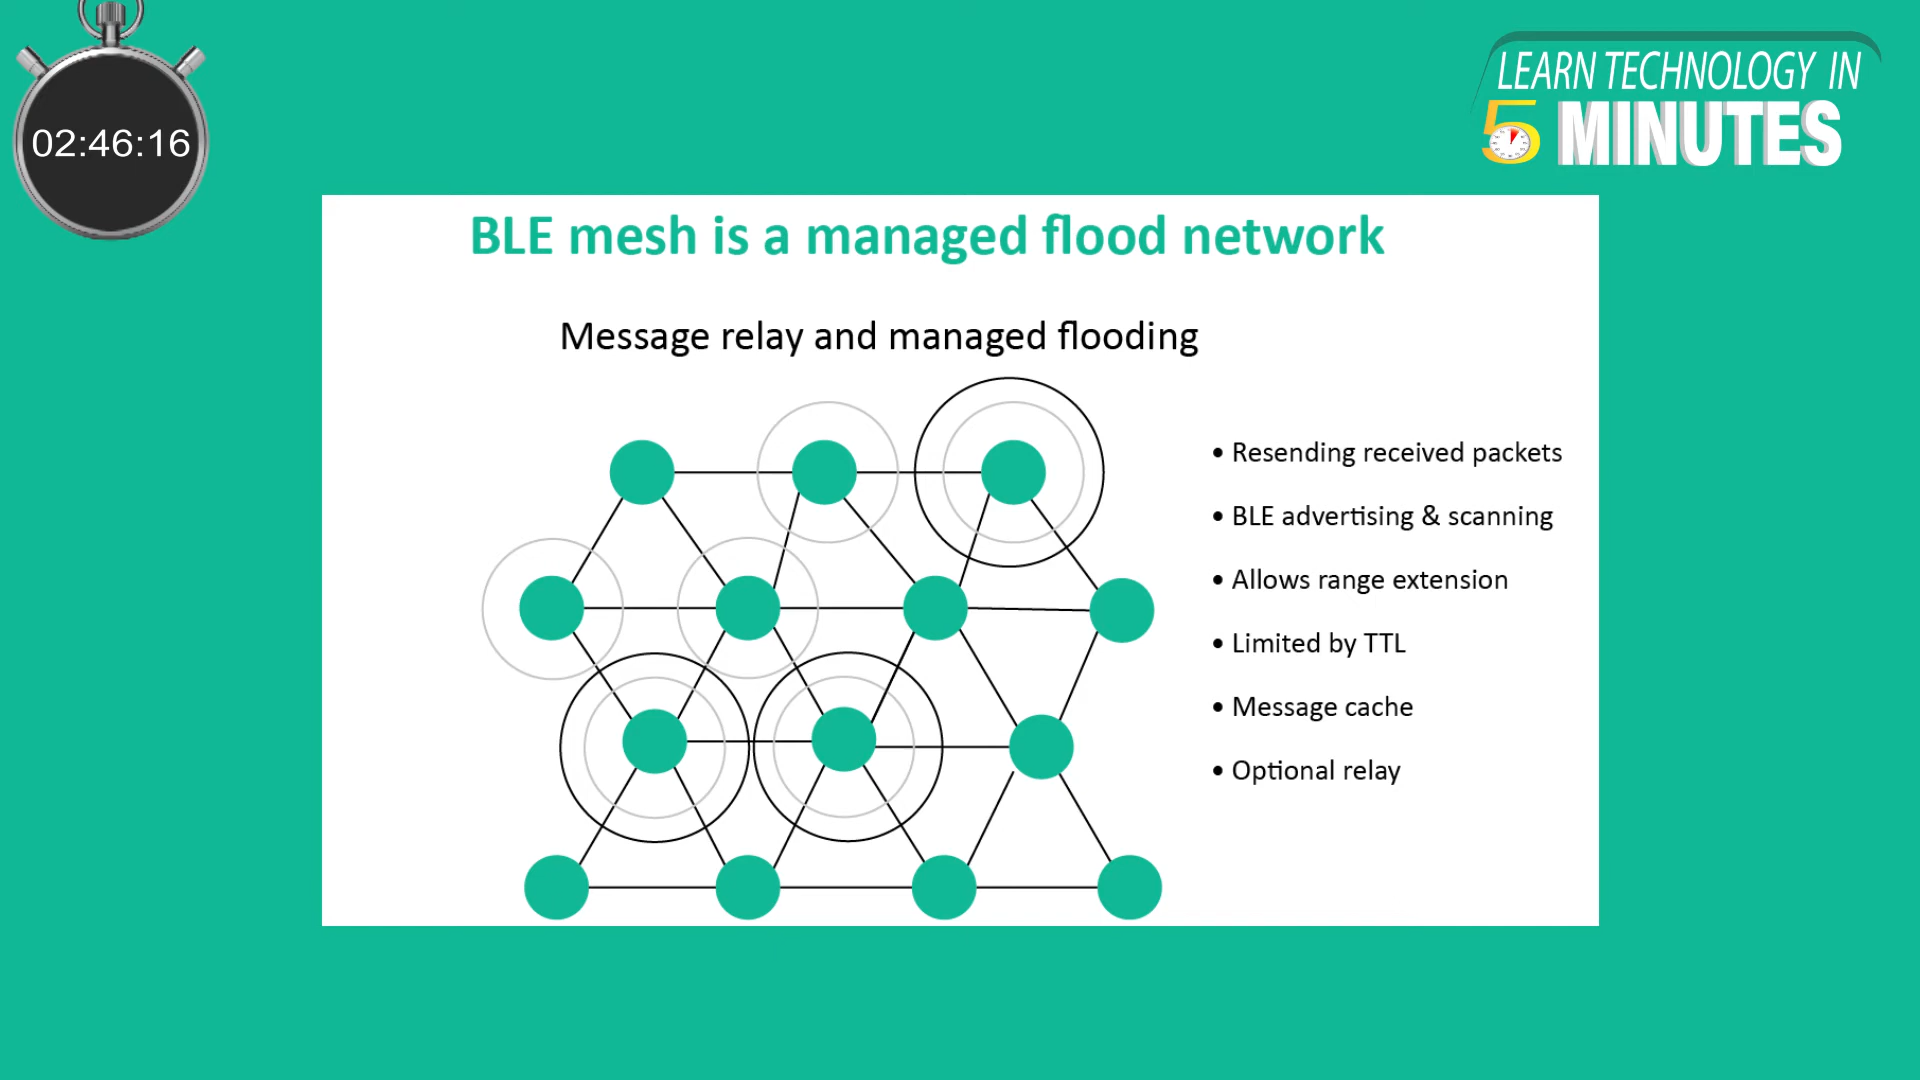 02:46:16
LEARN TECHNOLOGY IN
5 MINUTES
BLE mesh is a managed flood network
Message relay and managed flooding
• Resending received packets
• BLE advertising & scanning
• Allows range extension
• Limited by TTL
• Message cache
• Optional relay